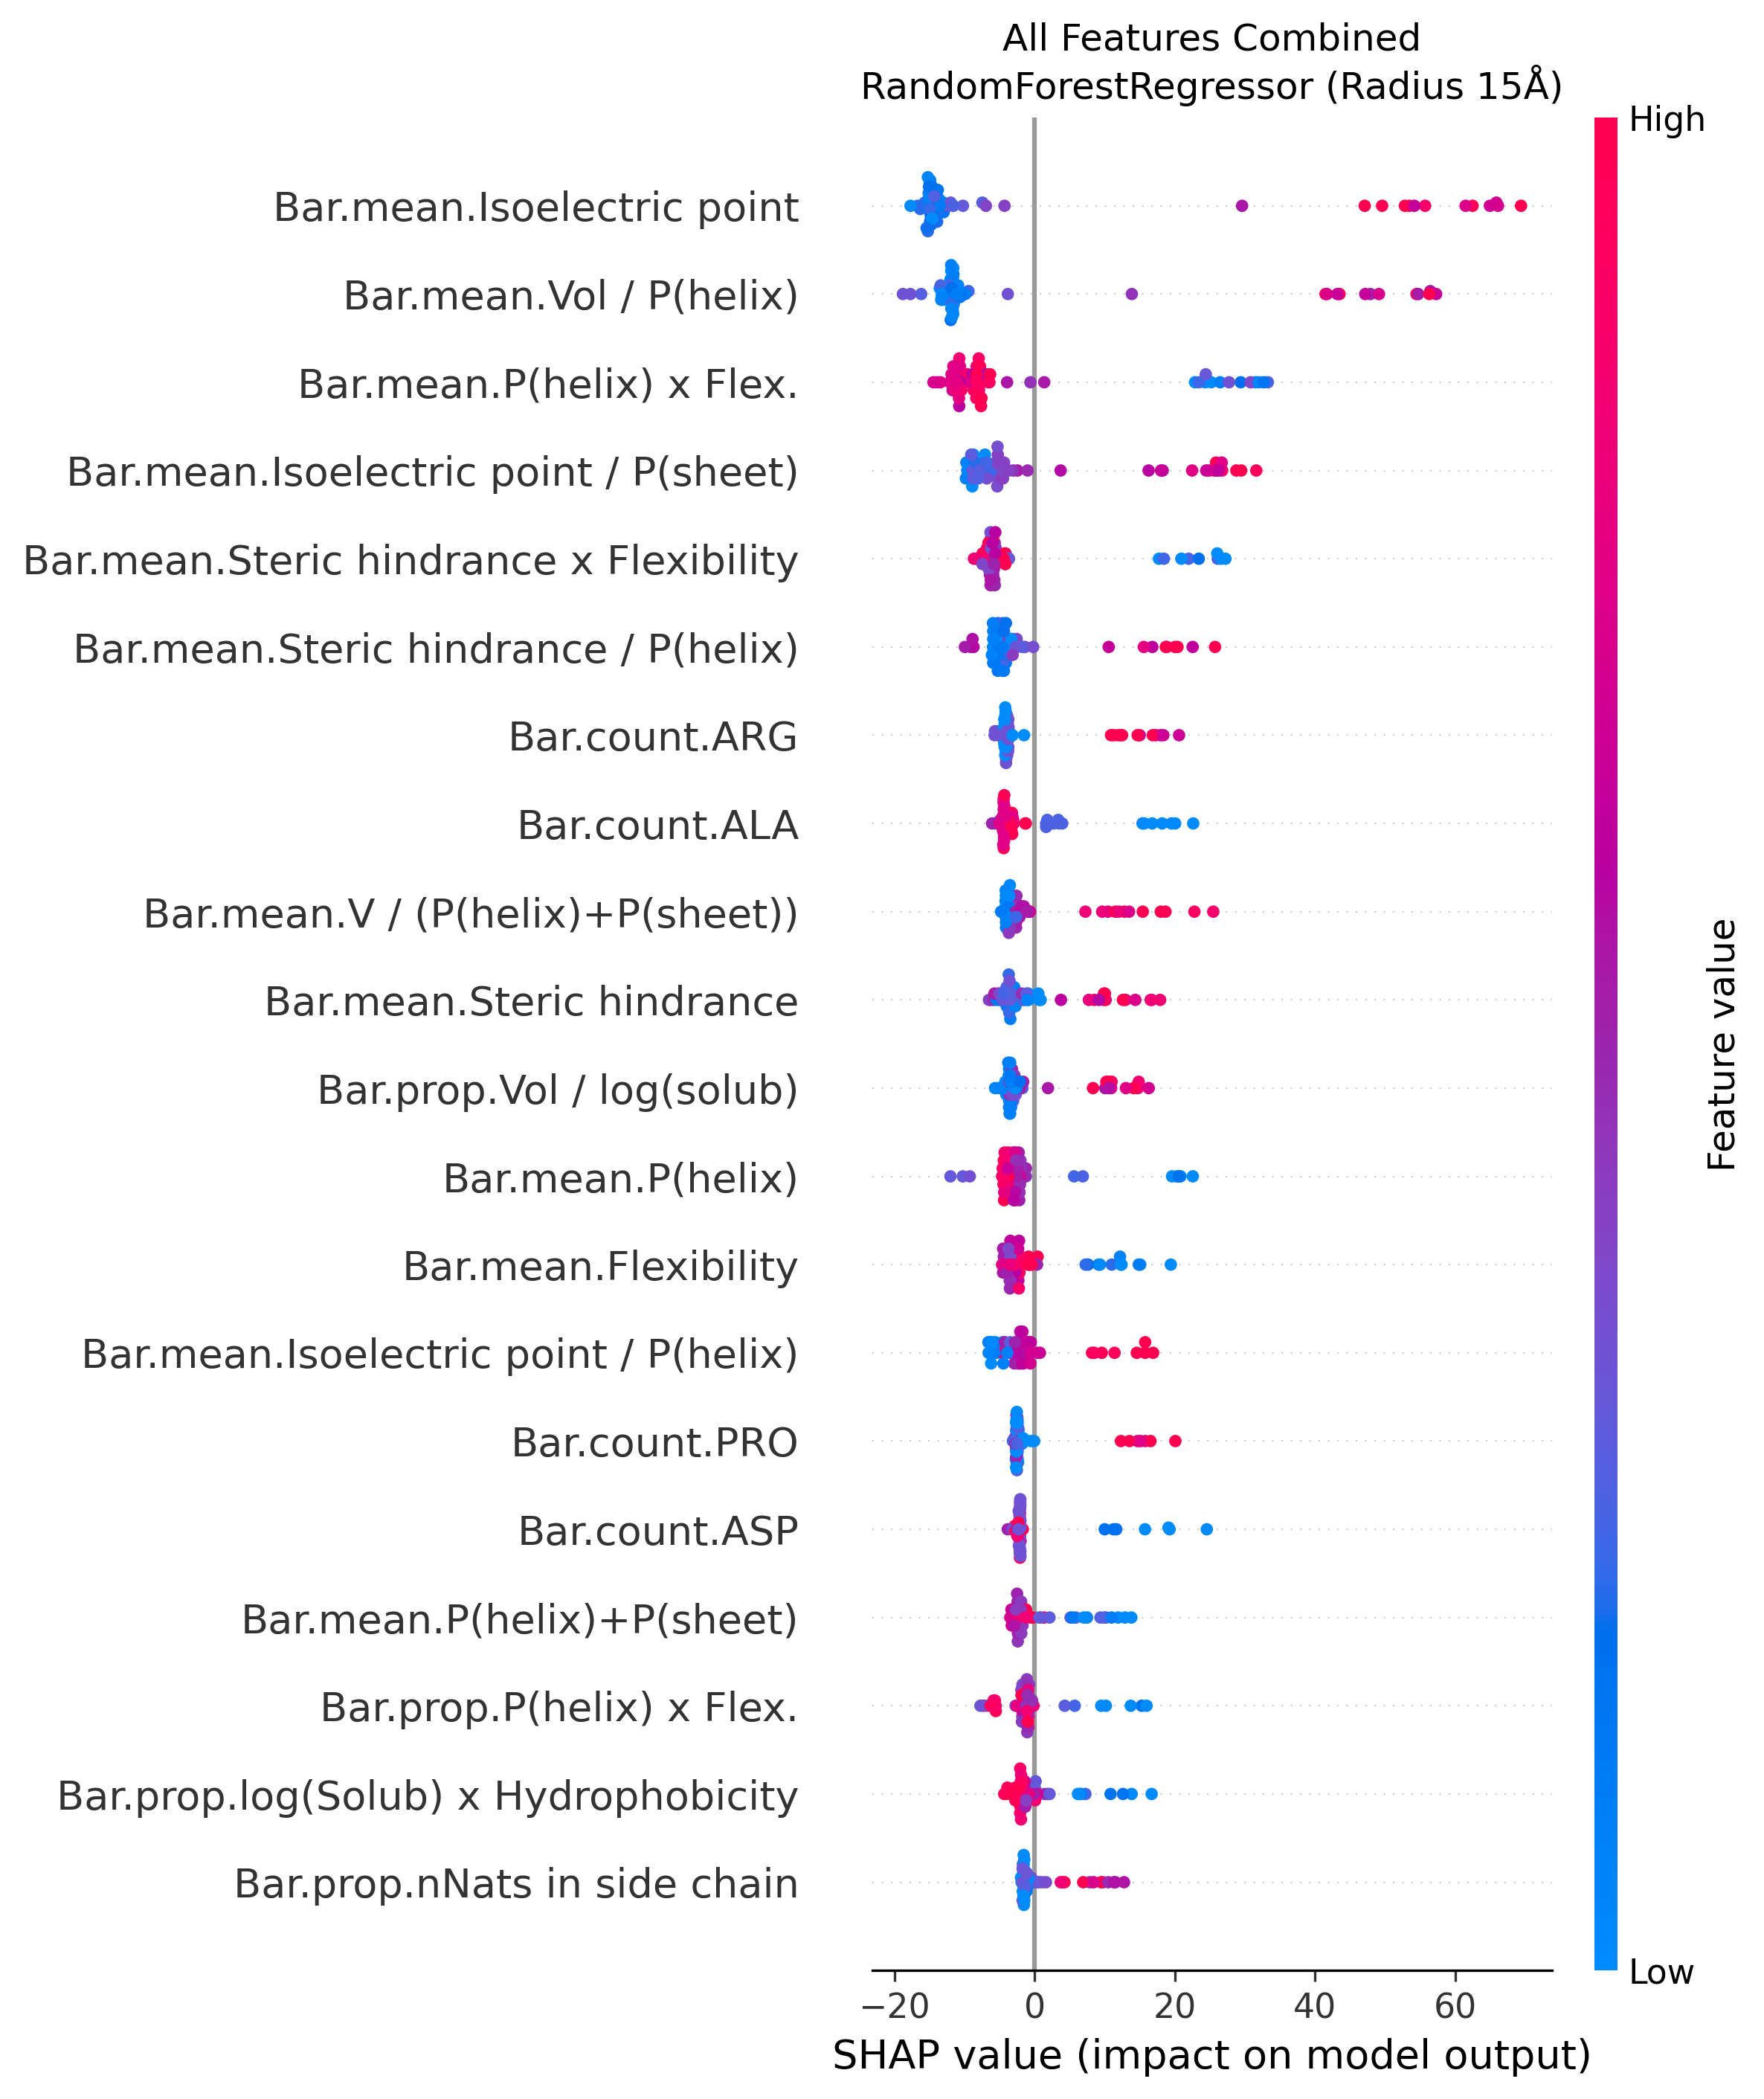 All Features Combined
RandomForestRegressor (Radius 15Å)
High
Bar.mean.Isoelectric point
Bar.mean.Vol / P(helix)
Bar.mean.P(helix) x Flex.
Bar.mean.Isoelectric point / P(sheet)
Bar.mean.Steric hindrance x Flexibility
Bar.mean.Steric hindrance / P(helix)
Bar.count.ARG
Bar.count.ALA
Bar.mean.V / (P(helix)+P(sheet))
Bar.mean.Steric hindrance
Bar.prop.Vol / log(solub)
Bar.mean.P(helix)
Bar.mean.Flexibility
Bar.mean.Isoelectric point / P(helix)
Bar.count.PRO
Bar.count.ASP
Bar.mean.P(helix)+P(sheet)
Bar.prop.P(helix) x Flex.
Bar.prop.log(Solub) x Hydrophobicity
Bar.prop.nNats in side chain
Feature value
Low
−20 0 20 40 60
SHAP value (impact on model output)